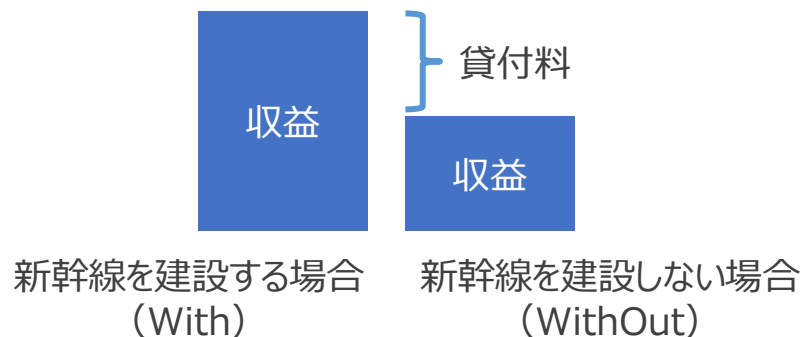 貸付料
収益
収益
新幹線を建設する場合
（With）
新幹線を建設しない場合
（WithOut）